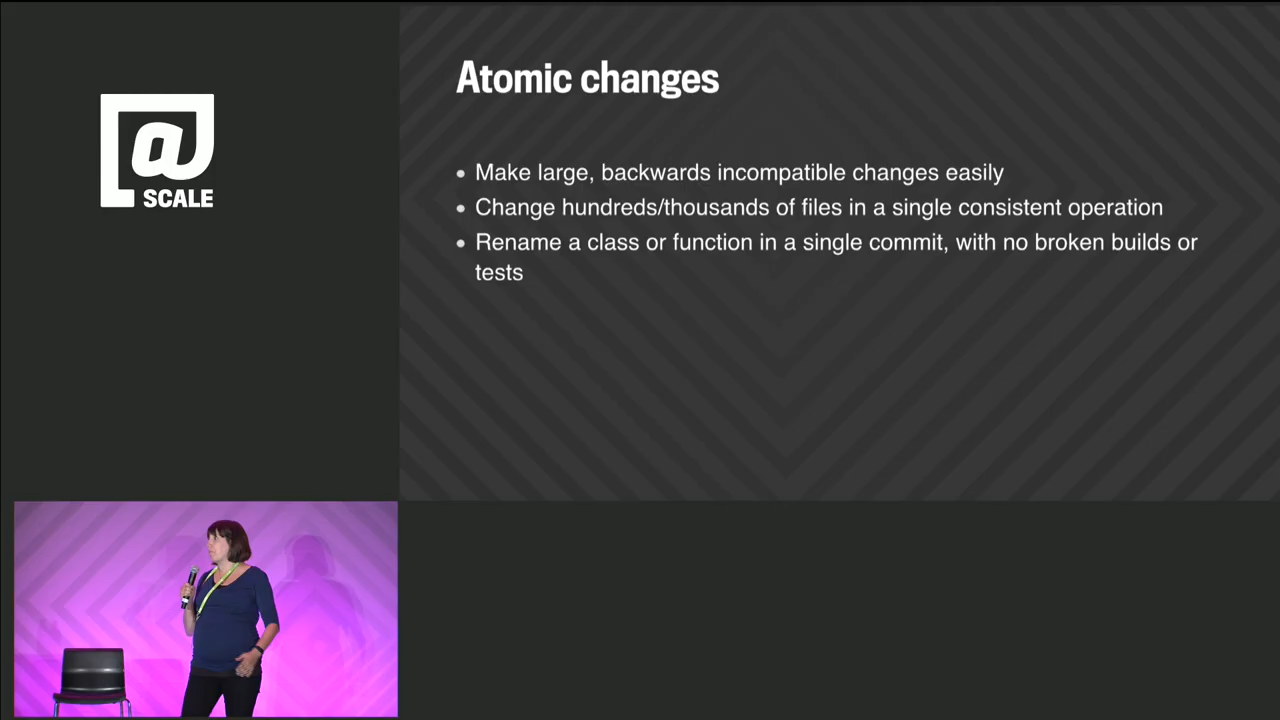 @
SCALE
Atomic changes
• Make large, backwards incompatible changes easily
• Change hundreds/thousands of files in a single consistent operation
• Rename a class or function in a single commit, with no broken builds or
tests